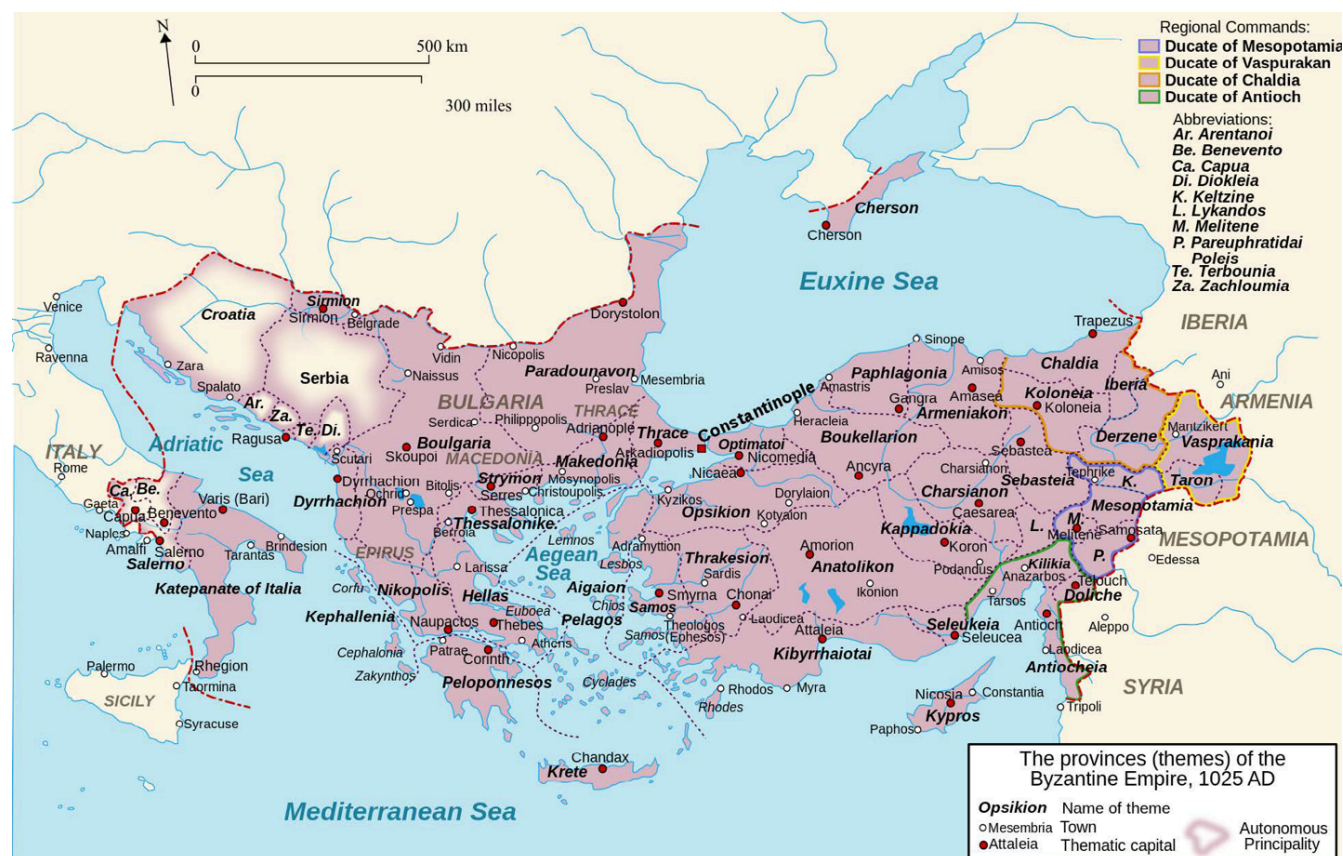 N
0
500 km
0
300 miles
Regional Commands:
Ducate of Mesopotamia
Ducate of Vaspurakan
Ducate of Chaldia
Ducate of Antioch
Abbreviations:
Ar. Arentanoi
Be. Benevento
Ca. Capua
Di. Diokleia
K. Keltzine
L. Lykandos
M. Melitene
P. Pareuphratidai
Poleis
Te. Terbounia
Za. Zachloumia
Cherson
Cherson
Euxine Sea
Venice
Ravenna
Croatia
Sirmion
Sirmion
Belgrade
Dorystolon
Zara
Spalato
Serbia
Vidin
Nicopolis
Naissus
Paradounavon
Preslav
Mesembria
Ar.
Za.
Te.
Di.
Ragusa
BULGARIA
Serdica
Philippopolis
THRACE
Adrianople
Thrace
Arkadiopolis
Constantinople
Optimatoi
Nicomedia
Nicaea
Heracleia
Amastris
Sinope
Paphlagonia
Gangra
Amisos
Amasea
Armeniakon
Boukellarion
Trapezus
Chaldia
Koloneia
Koloneia
Iberia
IBERIA
Ani
ARMENIA
Mantzikert
Vasprakania
Derzene
Taron
Sebastea
Sebasteia
Tephrike
K.
Mesopotamia
MESOPOTAMIA
Charsianon
Charsianon
Caesarea
Ancyra
L.
M.
Melitene
Samosata
P.
Edessa
ITALY
Rome
Adriatic
Sea
Ca.
Be.
Gaeta
Capua
Benevento
Naples
Amalfi
Salerno
Salerno
Varis (Bari)
Tarantas
Brindesion
Katepanate of Italia
Scutari
Boulgaria
Skoupoi
MACEDONIA
Makedonia
Mosynopolis
Strymon
Serres
Christoupolis
Dyrrhachion
Dyrrhachion
Ochrid
Prespa
Bitolis
Thessalonica
Thessalonike
Berroia
EPIRUS
Larissa
Corfu
Nikopolis
Hellas
Kephallenia
Naupactos
Thebes
Euboea
Athens
Patrae
Corinth
Cephalonia
Zakynthos
Peloponnesos
Aegean
Sea
Lemnos
Lesbos
Aigaion
Pelagos
Chios
Samos
Samos
Cyclades
Kyzikos
Opsikion
Dorylaion
Kotyaion
Adramyttion
Thrakesion
Sardis
Smyrna
Chonai
Theologos
(Ephesos)
Laodicea
Amorion
Anatolikon
Ikonion
Kappadokia
Koron
Podandus
Kilikia
Anazarbos
Tarsos
Telouch
Doliche
Seleukeia
Seleucea
Attaleia
Kibyrrhaiotai
Rhodos
Rhodes
Myra
Antioch
Aleppo
Laodicea
Antiocheia
SYRIA
Tripoli
Nicosia
Constantia
Kypros
Paphos
Chandax
Krete
Palermo
SICILY
Rhegion
Taormina
Syracuse
Mediterranean Sea
The provinces (themes) of the
Byzantine Empire, 1025 AD
Opsikion Name of theme
Mesembria Town
Attaleia Thematic capital
Autonomous
Principality